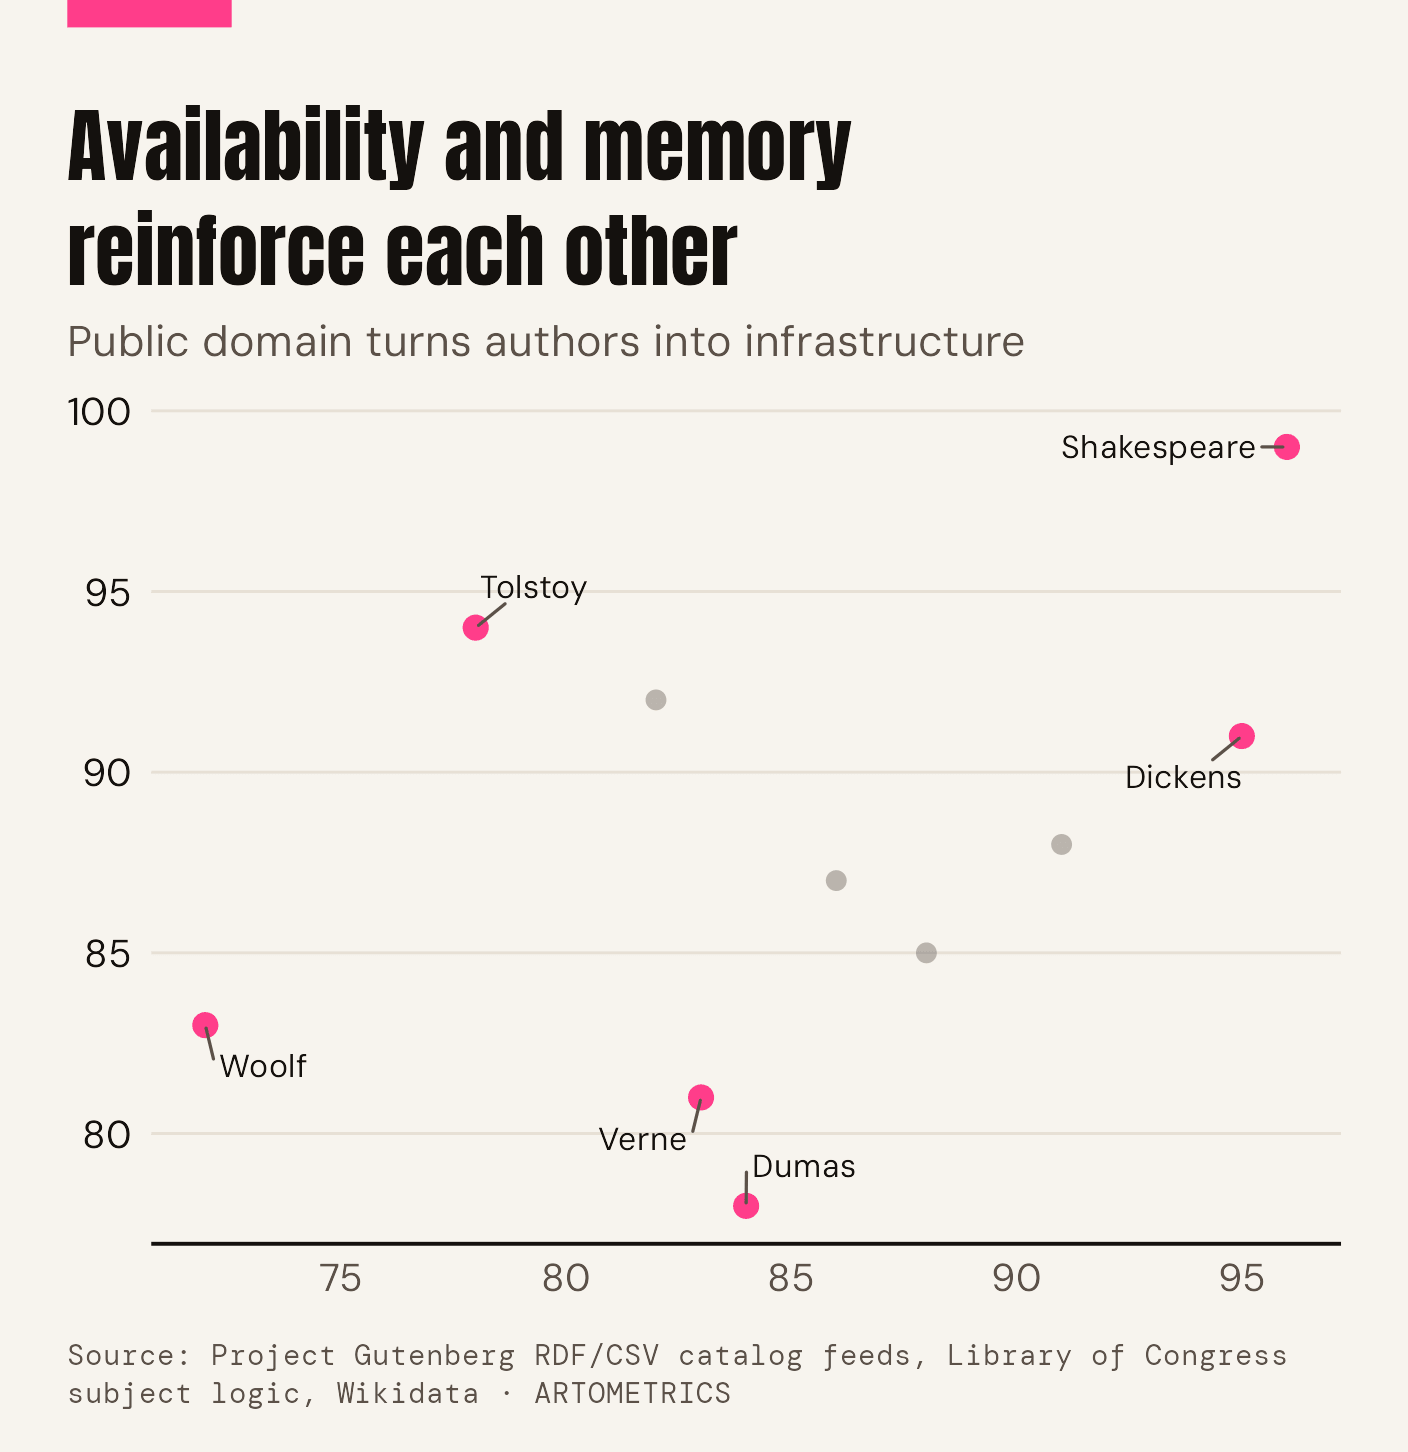 Availability and memory
reinforce each other
Public domain turns authors into infrastructure
100
Shakespeare
95
Tolstoy
90
Dickens
85
Woolf
80
Verne
Dumas
75 80 85 90 95
Source: Project Gutenberg RDF/CSV catalog feeds, Library of Congress
subject logic, Wikidata · ARTOMETRICS